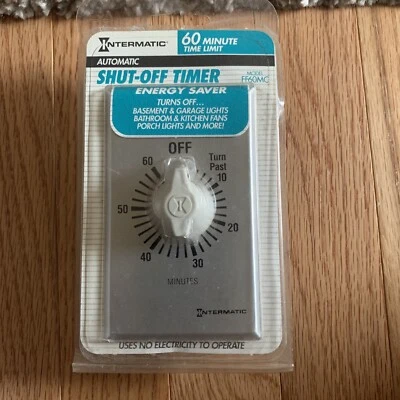 INTERMATIC
60 MINUTE
TIME LIMIT
AUTOMATIC
SHUT-OFF TIMER
MODEL
FF60MC
ENERGY SAVER
TURNS OFF...
BASEMENT & GARAGE LIGHTS
BATHROOM & KITCHEN FANS
PORCH LIGHTS AND MORE!
OFF
Turn
Past
10
60
50
20
40
30
MINUTES
INTERMATIC
USES NO ELECTRICITY TO OPERATE